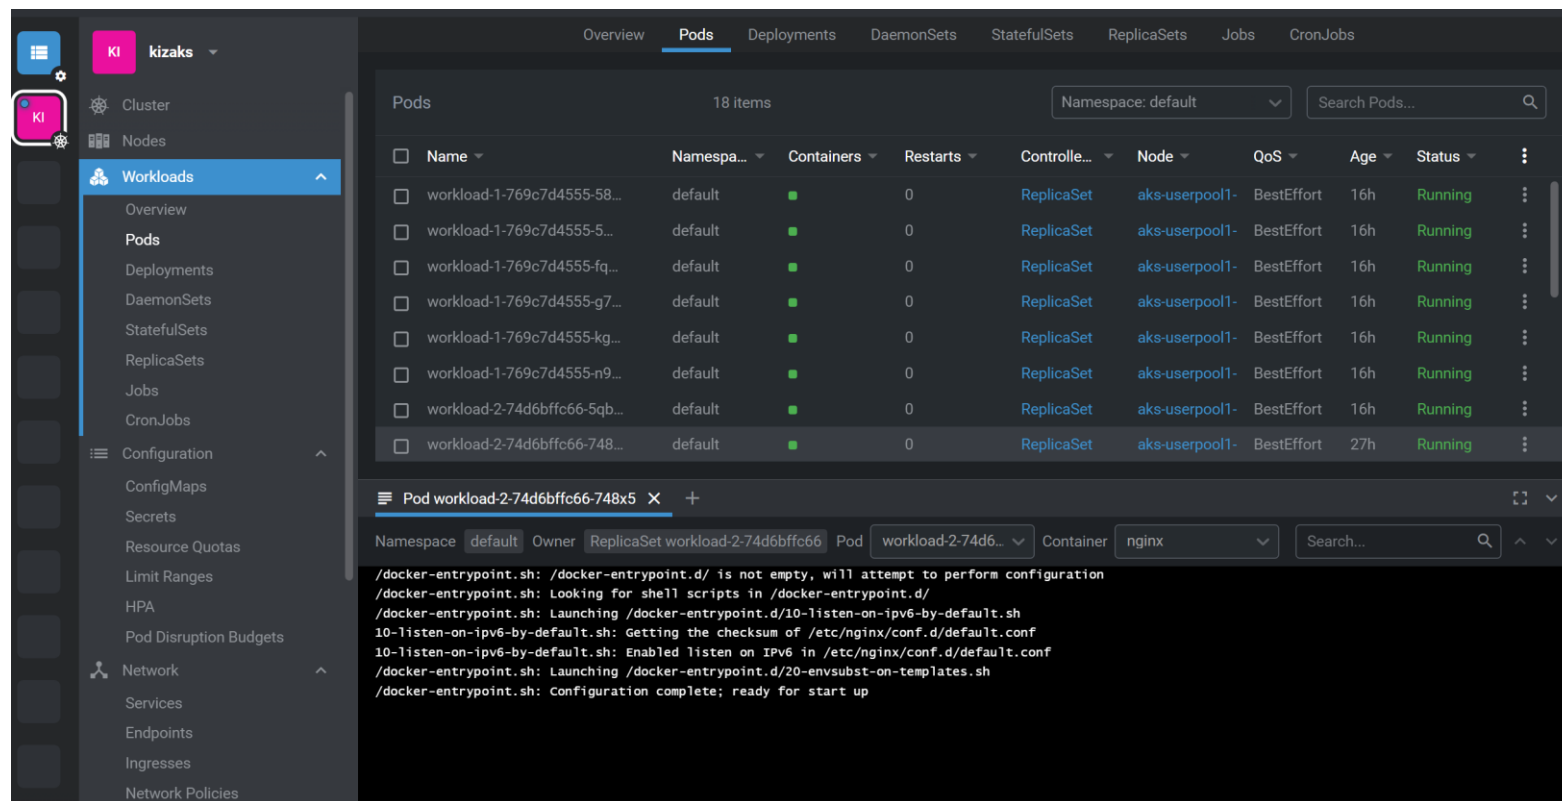 Overview Pods Deployments DaemonSets StatefulSets ReplicaSets Jobs CronJobs
KI kizaks
KI
Cluster
Nodes
Workloads
Overview
Pods
Deployments
DaemonSets
StatefulSets
ReplicaSets
Jobs
CronJobs
Configuration
ConfigMaps
Secrets
Resource Quotas
Limit Ranges
HPA
Pod Disruption Budgets
Network
Services
Endpoints
Ingresses
Network Policies
Pods 18 items Namespace: default Search Pods...
Name Namespa... Containers Restarts Controlle... Node QoS Age Status
workload-1-769c7d4555-58... default 0 ReplicaSet aks-userpool1- BestEffort 16h Running
workload-1-769c7d4555-5... default 0 ReplicaSet aks-userpool1- BestEffort 16h Running
workload-1-769c7d4555-fq... default 0 ReplicaSet aks-userpool1- BestEffort 16h Running
workload-1-769c7d4555-g7... default 0 ReplicaSet aks-userpool1- BestEffort 16h Running
workload-1-769c7d4555-kg... default 0 ReplicaSet aks-userpool1- BestEffort 16h Running
workload-1-769c7d4555-n9... default 0 ReplicaSet aks-userpool1- BestEffort 16h Running
workload-2-74d6bffc66-5qb... default 0 ReplicaSet aks-userpool1- BestEffort 16h Running
workload-2-74d6bffc66-748... default 0 ReplicaSet aks-userpool1- BestEffort 27h Running
Pod workload-2-74d6bffc66-748x5
Namespace default Owner ReplicaSet workload-2-74d6bffc66 Pod workload-2-74d6... Container nginx Search...
/docker-entrypoint.sh: /docker-entrypoint.d/ is not empty, will attempt to perform configuration
/docker-entrypoint.sh: Looking for shell scripts in /docker-entrypoint.d/
/docker-entrypoint.sh: Launching /docker-entrypoint.d/10-listen-on-ipv6-by-default.sh
10-listen-on-ipv6-by-default.sh: Getting the checksum of /etc/nginx/conf.d/default.conf
10-listen-on-ipv6-by-default.sh: Enabled listen on IPv6 in /etc/nginx/conf.d/default.conf
/docker-entrypoint.sh: Launching /docker-entrypoint.d/20-envsubst-on-templates.sh
/docker-entrypoint.sh: Configuration complete; ready for start up